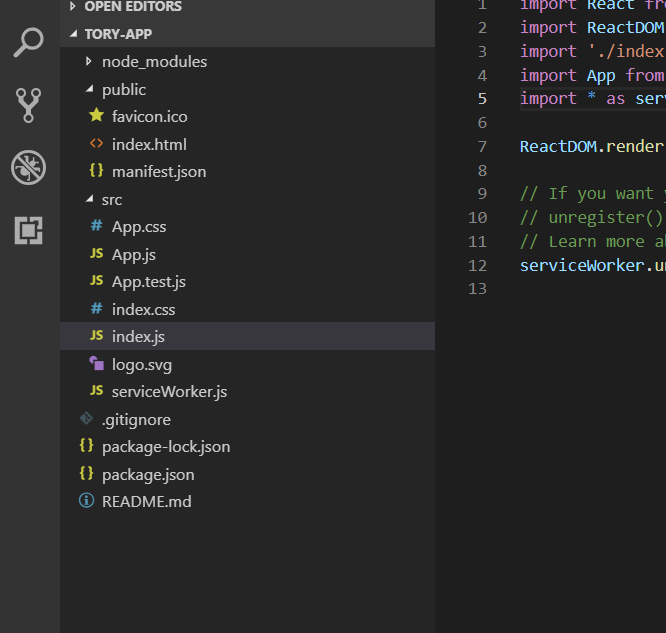 OPEN EDITORS
TORY-APP
node_modules
public
favicon.ico
index.html
manifest.json
src
App.css
App.js
App.test.js
index.css
index.js
logo.svg
serviceWorker.js
.gitignore
package-lock.json
package.json
README.md
1 import React fro
2 import ReactDOM
3 import './index
4 import App from
5 import * as serv
6
7 ReactDOM.render
8
9 // If you want y
10 // unregister()
11 // Learn more a
12 serviceWorker.u
13